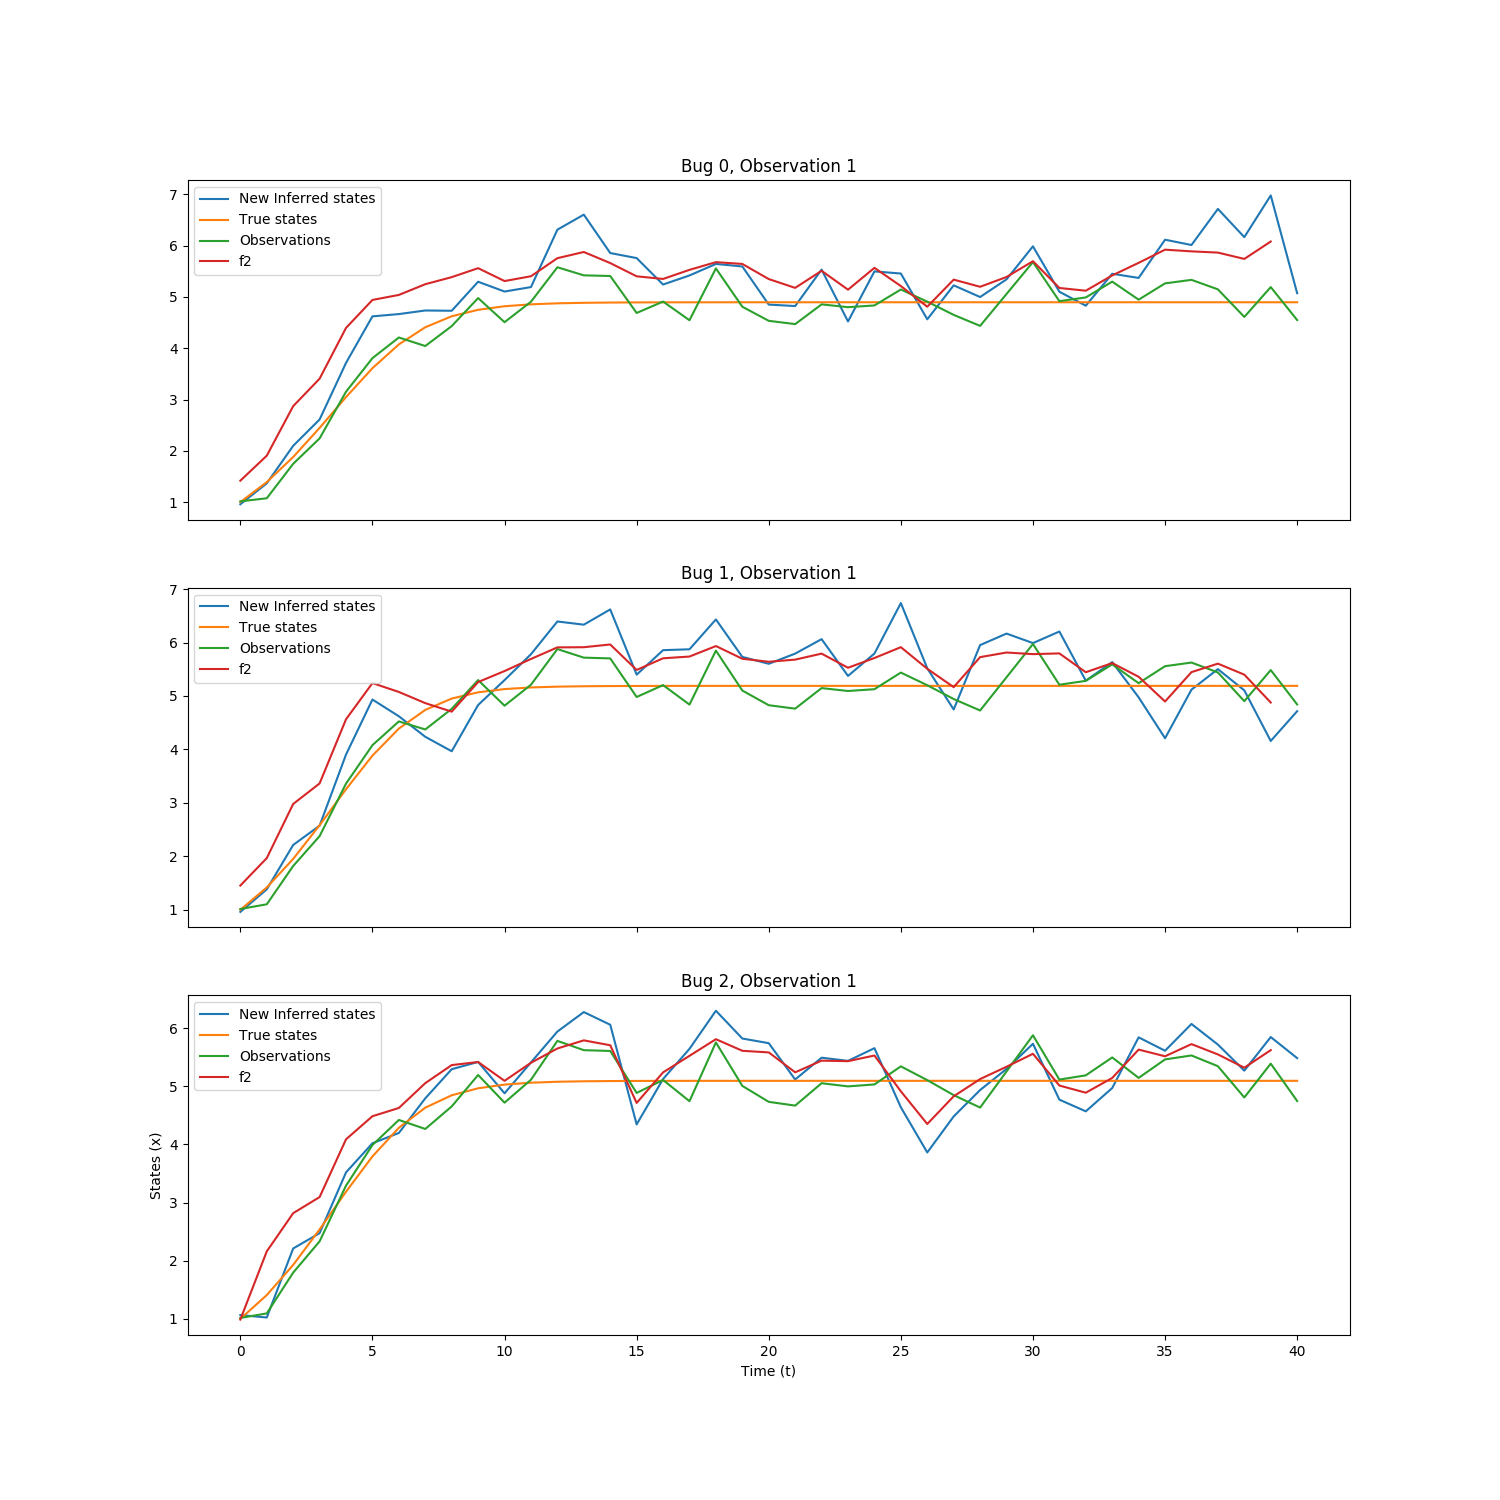 Bug 0, Observation 1
New Inferred states
True states
Observations
f2
7
6
5
4
3
2
1
Bug 1, Observation 1
New Inferred states
True states
Observations
f2
7
6
5
4
3
2
1
Bug 2, Observation 1
New Inferred states
True states
Observations
f2
6
5
4
3
2
1
States (x)
0 5 10 15 20 25 30 35 40
Time (t)